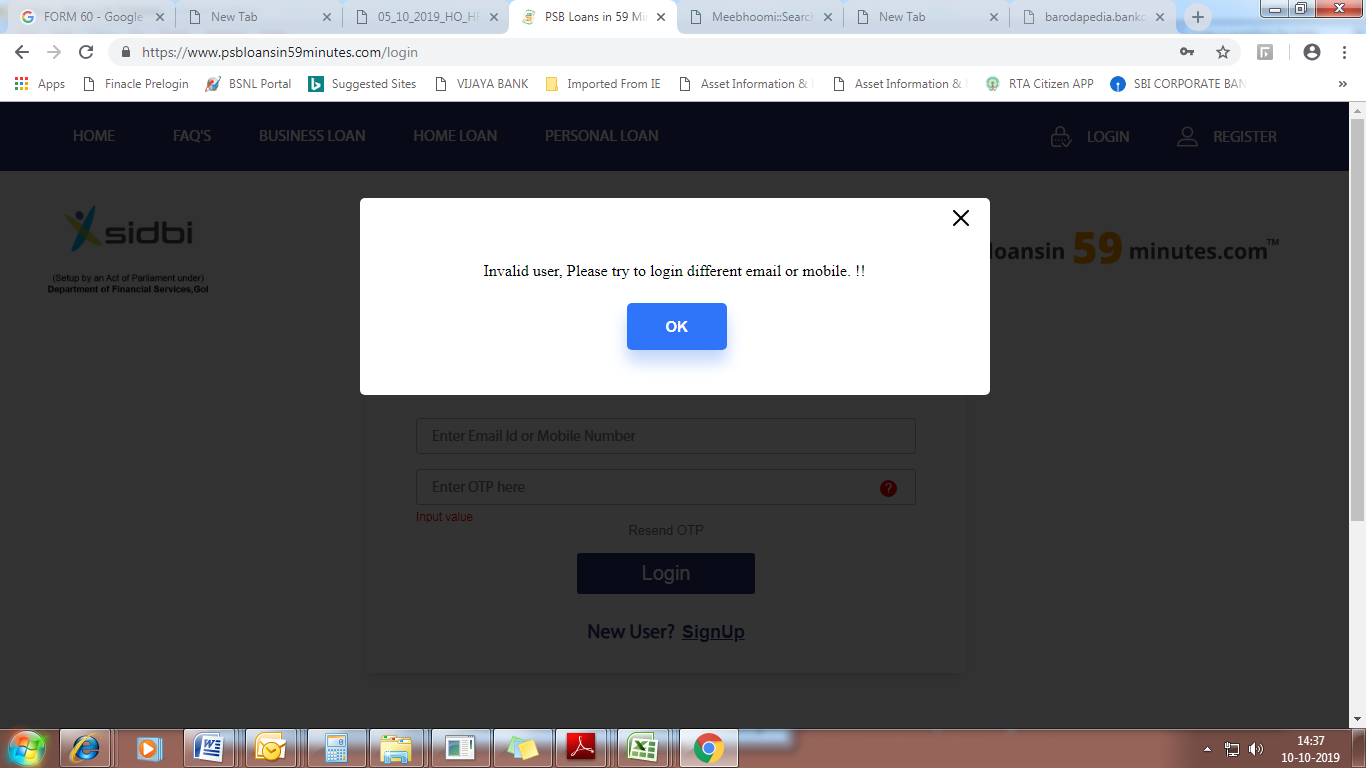 FORM 60 - Google
New Tab
05_10_2019_HO_HR
PSB Loans in 59 Min
Meebhoomi::Search
New Tab
barodapedia.bankc
https://www.psbloansin59minutes.com/login
Apps
Finacle Prelogin
BSNL Portal
Suggested Sites
VIJAYA BANK
Imported From IE
Asset Information &
Asset Information &
RTA Citizen APP
SBI CORPORATE BAN
»
HOME
FAQ'S
BUSINESS LOAN
HOME LOAN
PERSONAL LOAN
LOGIN
REGISTER
sidbi
(Setup by an Act of Parliament under)
Department of Financial Services,GoI
loansin 59 minutes.com™
Invalid user, Please try to login different email or mobile. !!
OK
Enter Email Id or Mobile Number
Enter OTP here
?
Input value
Resend OTP
Login
New User? SignUp
14:37
10-10-2019